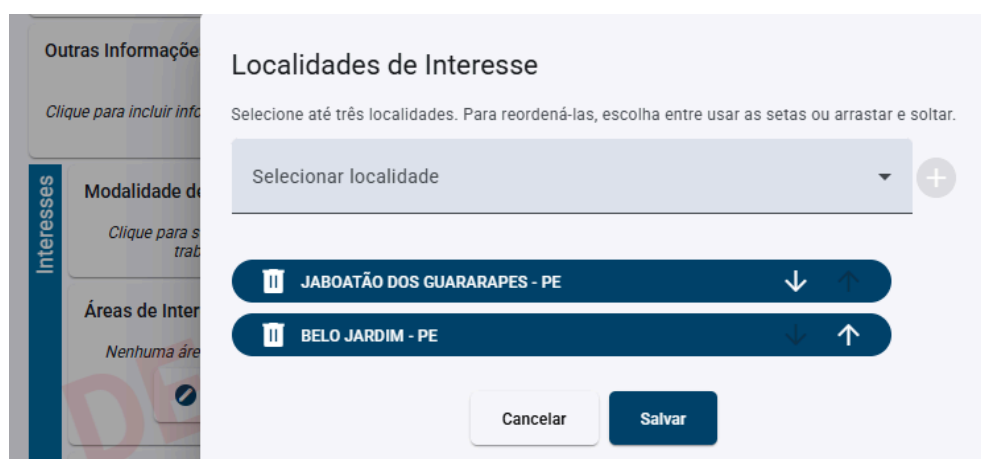 Outras Informaçõe
Clique para incluir info
Interesses
Modalidade de
Clique para s
trab
Áreas de Inter
Nenhuma áre
DE
Localidades de Interesse
Selecione até três localidades. Para reordená-las, escolha entre usar as setas ou arrastar e soltar.
Selecionar localidade
JABOATÃO DOS GUARARAPES - PE
BELO JARDIM - PE
Cancelar
Salvar